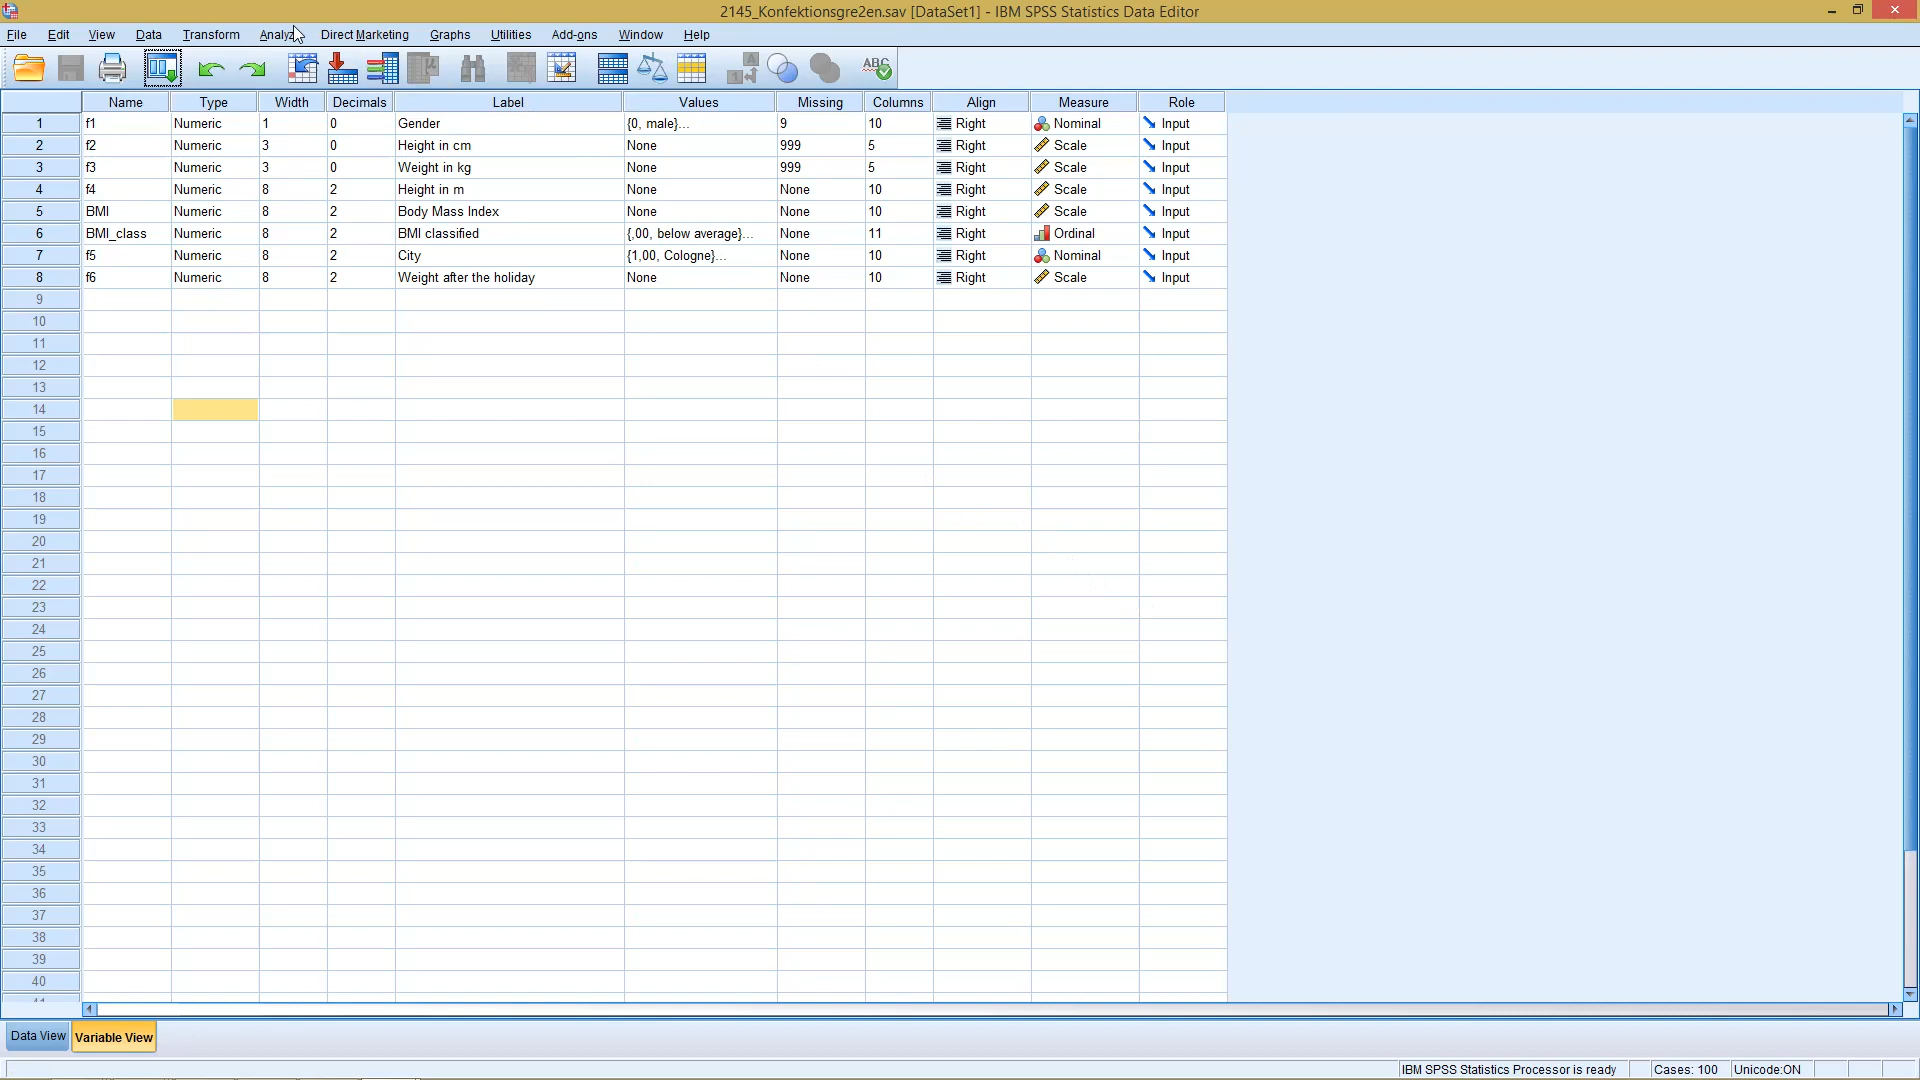 2145_Konfektionsgre2en.sav [DataSet1] - IBM SPSS Statistics Data Editor
File Edit View Data Transform Analyze Direct Marketing Graphs Utilities Add-ons Window Help
Name Type Width Decimals Label Values Missing Columns Align Measure Role
1 f1 Numeric 1 0 Gender {0, male}... 9 10 Right Nominal Input
2 f2 Numeric 3 0 Height in cm None 999 5 Right Scale Input
3 f3 Numeric 3 0 Weight in kg None 999 5 Right Scale Input
4 f4 Numeric 8 2 Height in m None None 10 Right Scale Input
5 BMI Numeric 8 2 Body Mass Index None None 10 Right Scale Input
6 BMI_class Numeric 8 2 BMI classified {,00, below average}... None 11 Right Ordinal Input
7 f5 Numeric 8 2 City {1,00, Cologne}... None 10 Right Nominal Input
8 f6 Numeric 8 2 Weight after the holiday None None 10 Right Scale Input
9
10
11
12
13
14
15
16
17
18
19
20
21
22
23
24
25
26
27
28
29
30
31
32
33
34
35
36
37
38
39
40
Data View Variable View
IBM SPSS Statistics Processor is ready Cases: 100 Unicode:ON